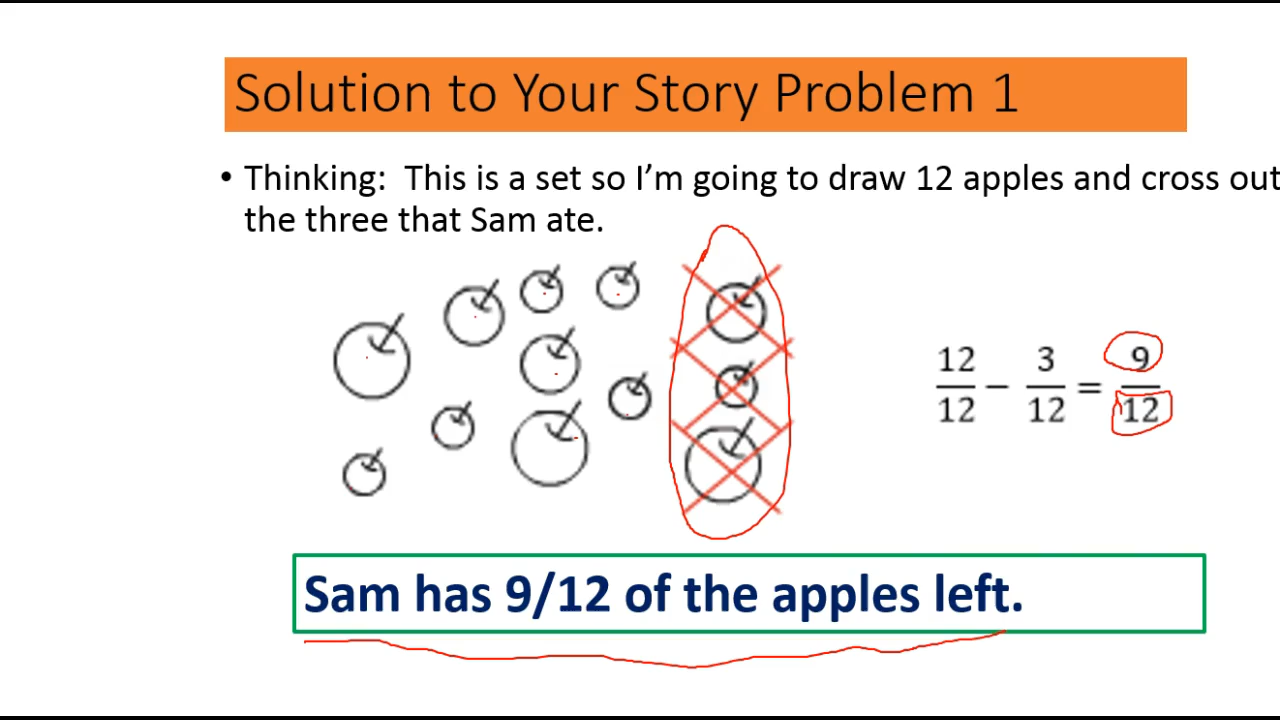 Solution to Your Story Problem 1
• Thinking:  This is a set so I'm going to draw 12 apples and cross out
the three that Sam ate.
12/12 − 3/12 = 9/12
Sam has 9/12 of the apples left.